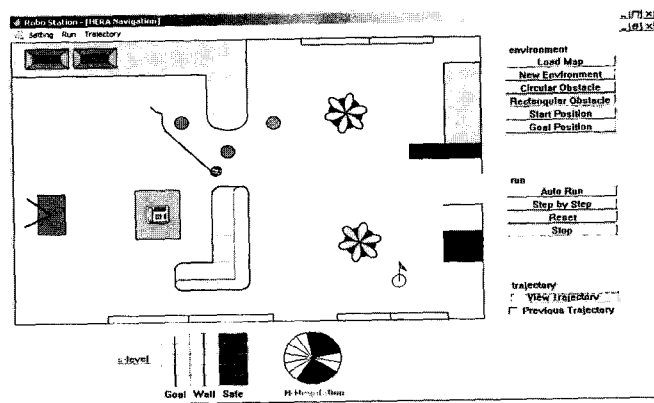 Robo Station - [HERA Navigation]
Setting Run Trajectory
environment
Load Map
New Environment
Circular Obstacle
Rectangular Obstacle
Start Position
Goal Position
run
Auto Run
Step by Step
Reset
Stop
trajectory
View Trajectory
Previous Trajectory
Goal Wall Safe